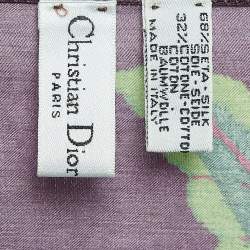 Christian Dior
PARIS
68% SETA - SILK
SOIE - SEIDE
32% COTONE - COTTON
COTON
BAUMWOLLE
MADE IN ITALY